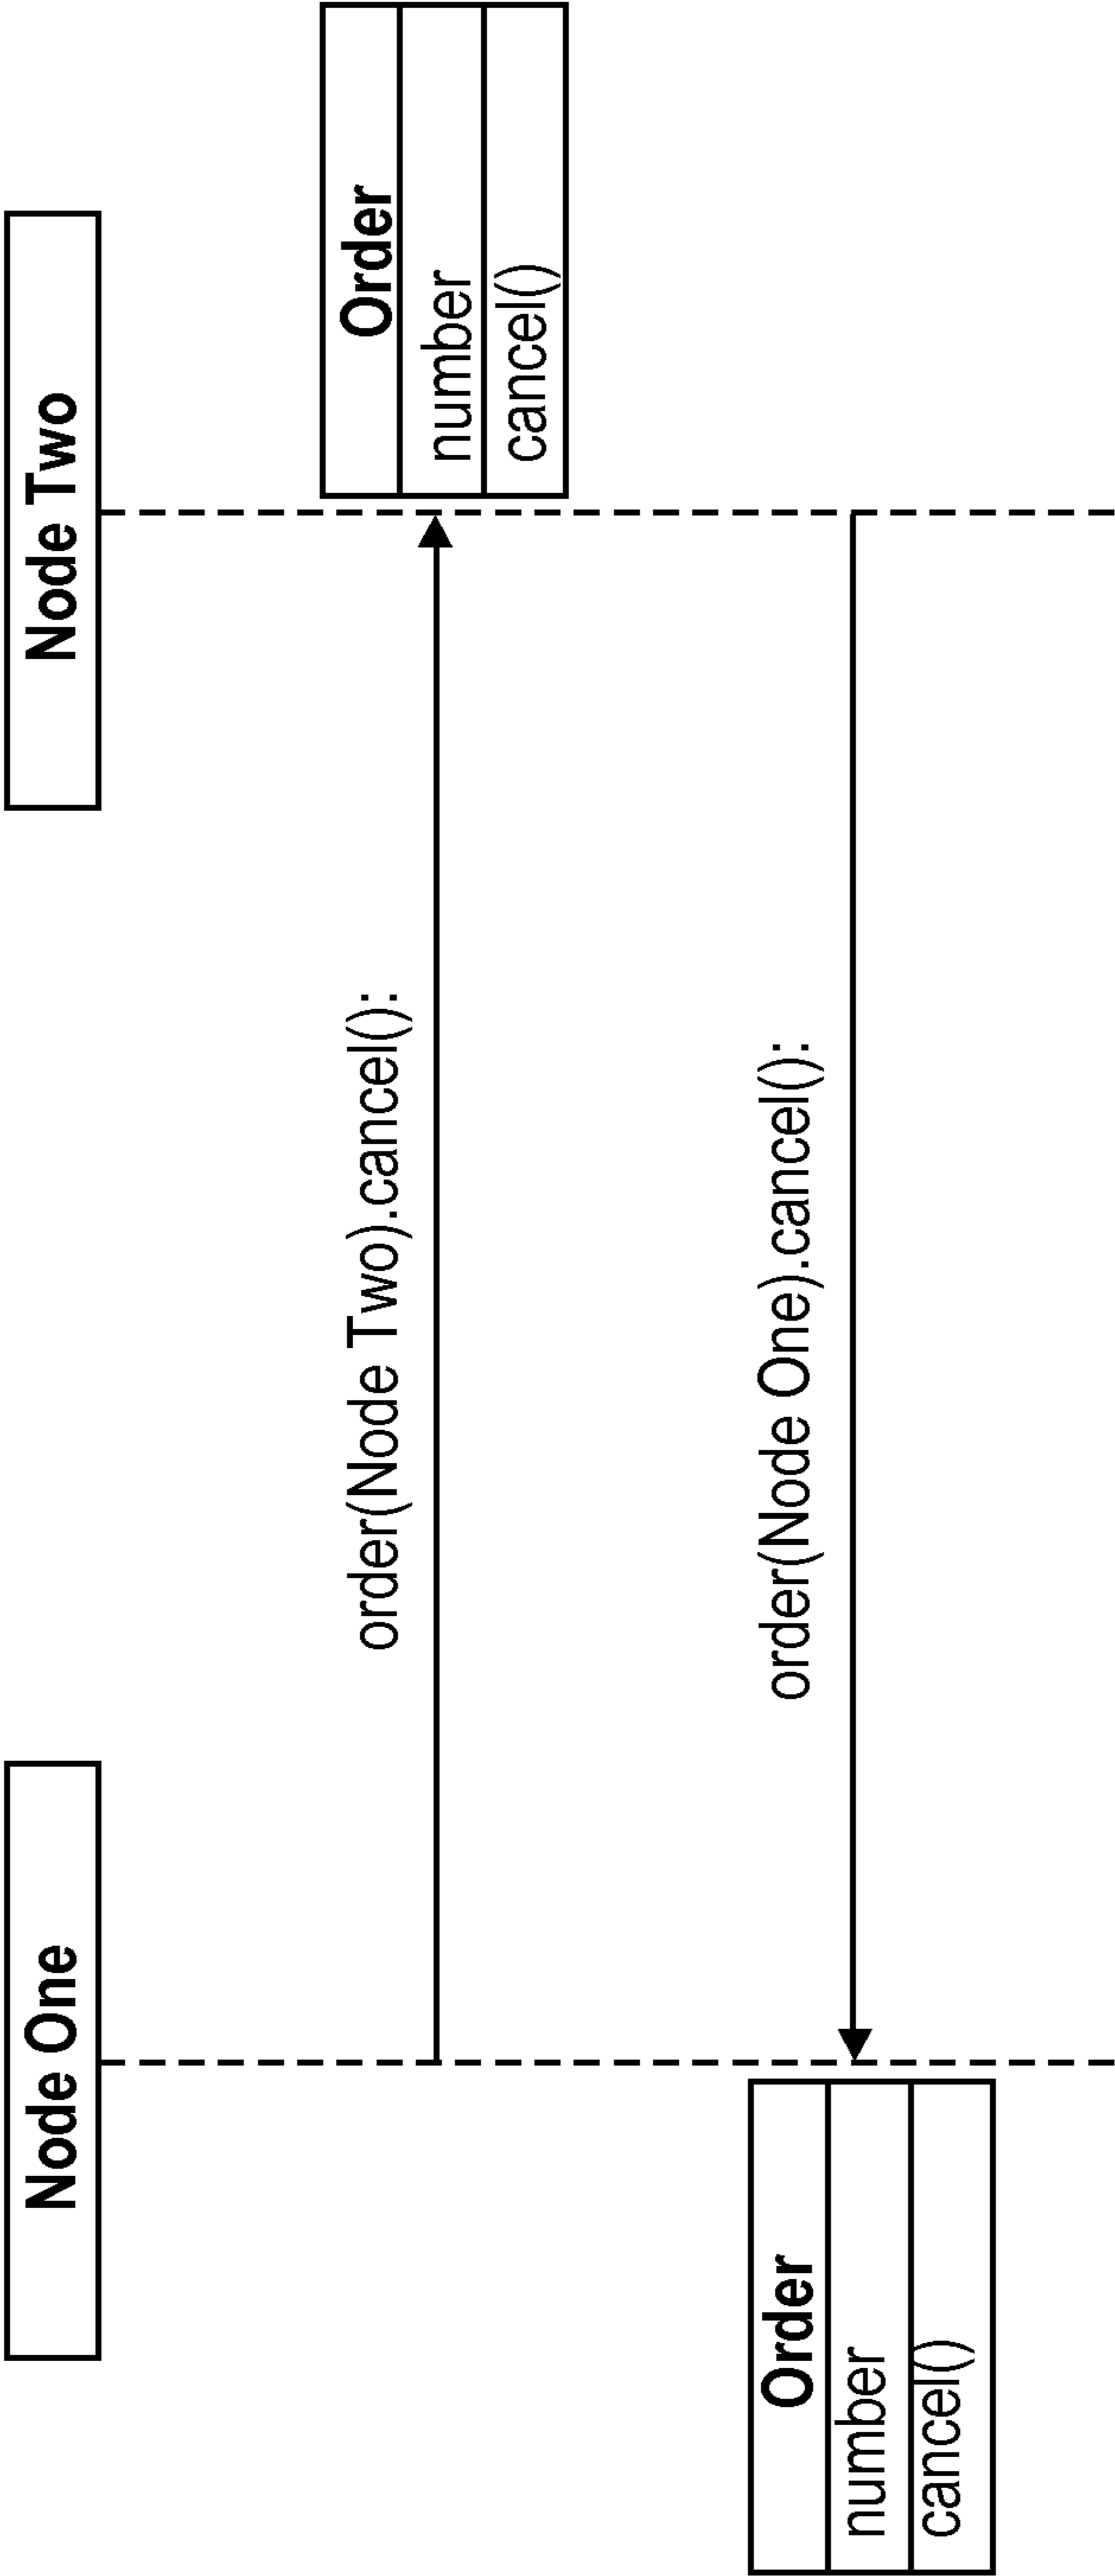 Node One
Node Two
order(Node Two).cancel():
Order
number
cancel()
order(Node One).cancel():
Order
number
cancel()